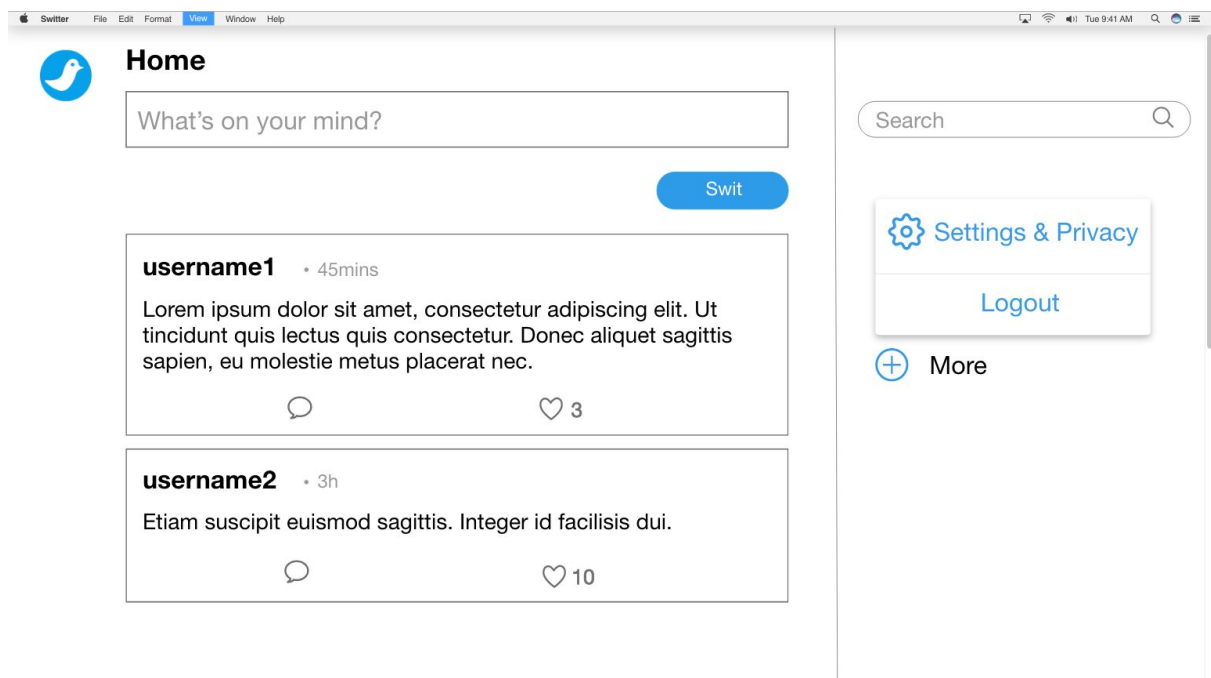 Switter File Edit Format View Window Help Tue 9:41 AM
Home
What's on your mind?
Swit
username1 • 45mins
Lorem ipsum dolor sit amet, consectetur adipiscing elit. Ut
tincidunt quis lectus quis consectetur. Donec aliquet sagittis
sapien, eu molestie metus placerat nec.
3
username2 • 3h
Etiam suscipit euismod sagittis. Integer id facilisis dui.
10
Search
Settings & Privacy
Logout
More